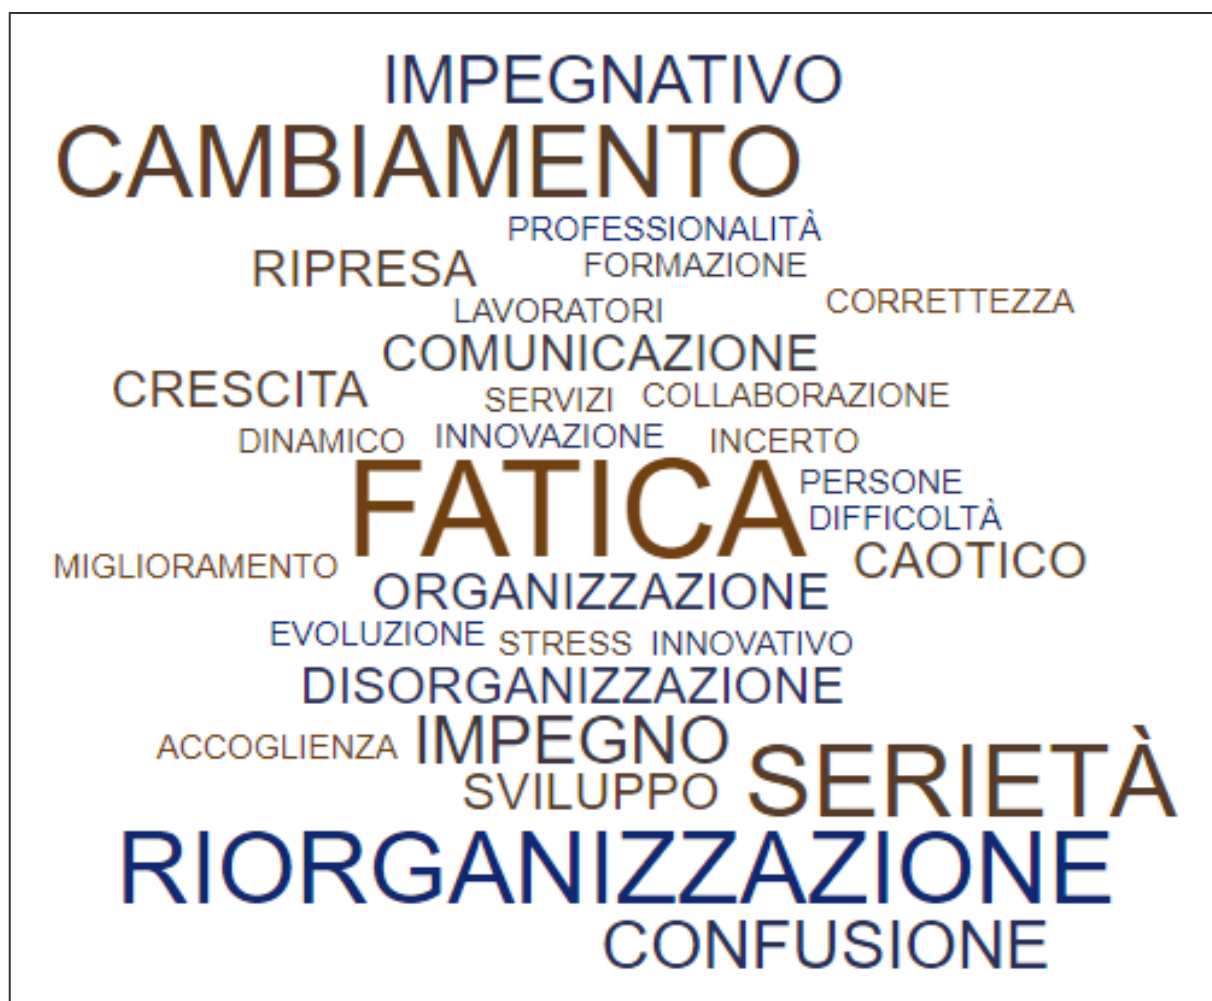 IMPEGNATIVO
CAMBIAMENTO
PROFESSIONALITÀ
RIPRESA FORMAZIONE
LAVORATORI CORRETTEZZA
COMUNICAZIONE
CRESCITA SERVIZI COLLABORAZIONE
DINAMICO INNOVAZIONE INCERTO
FATICA PERSONE
DIFFICOLTÀ
MIGLIORAMENTO CAOTICO
ORGANIZZAZIONE
EVOLUZIONE STRESS INNOVATIVO
DISORGANIZZAZIONE
ACCOGLIENZA IMPEGNO
SVILUPPO SERIETÀ
RIORGANIZZAZIONE
CONFUSIONE